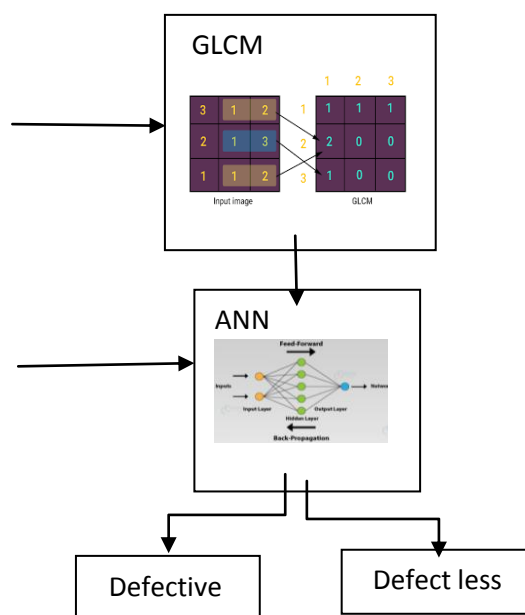 GLCM
1 2 3
3 1 2 1 1 1 1
2 1 3 2 2 0 0
1 1 2 3 1 0 0
Input image GLCM
ANN
Feed-Forward
Inputs Network
Input Layer Output Layer
Hidden Layer
Back-Propagation
Defective
Defect less